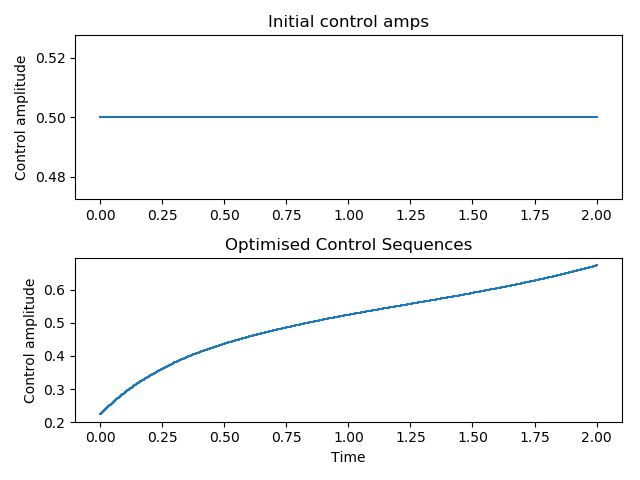 Initial control amps
Control amplitude
0.52
0.50
0.48
0.00 0.25 0.50 0.75 1.00 1.25 1.50 1.75 2.00
Optimised Control Sequences
Control amplitude
0.6
0.5
0.4
0.3
0.2
0.00 0.25 0.50 0.75 1.00 1.25 1.50 1.75 2.00
Time